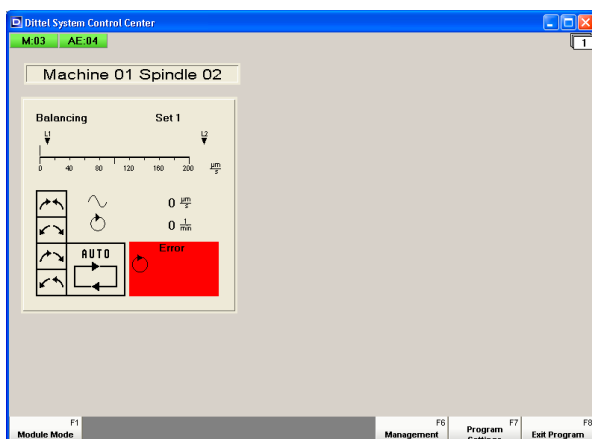 Dittel System Control Center
M:03 AE:04
1
Machine 01 Spindle 02
Balancing Set 1
L1 L2
0 40 80 120 160 200 µm/s
0 µm/s
0 1/min
AUTO
Error
F1 F6 F7 F8
Module Mode Management Program Settings Exit Program